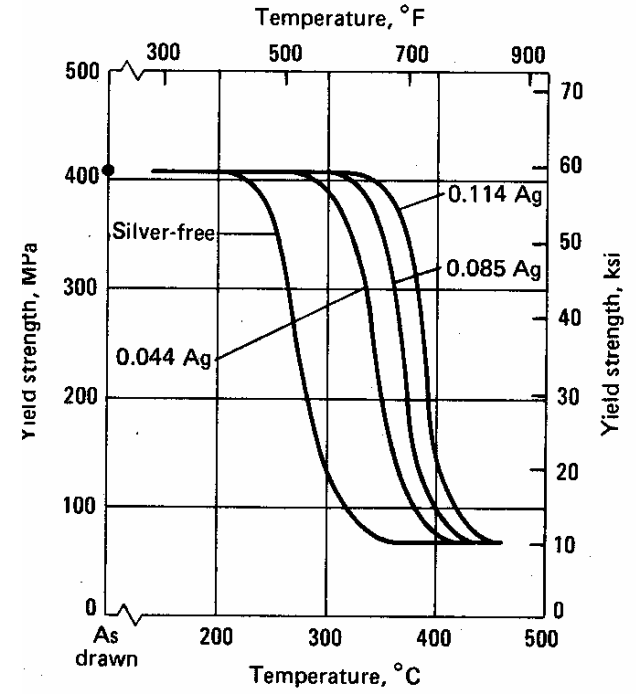 Temperature, °F
300 500 700 900
500
400
300
200
100
0
70
60
50
40
30
20
10
0
Yield strength, MPa
Yield strength, ksi
0.114 Ag
Silver-free
0.085 Ag
0.044 Ag
As
drawn
200 300 400 500
Temperature, °C